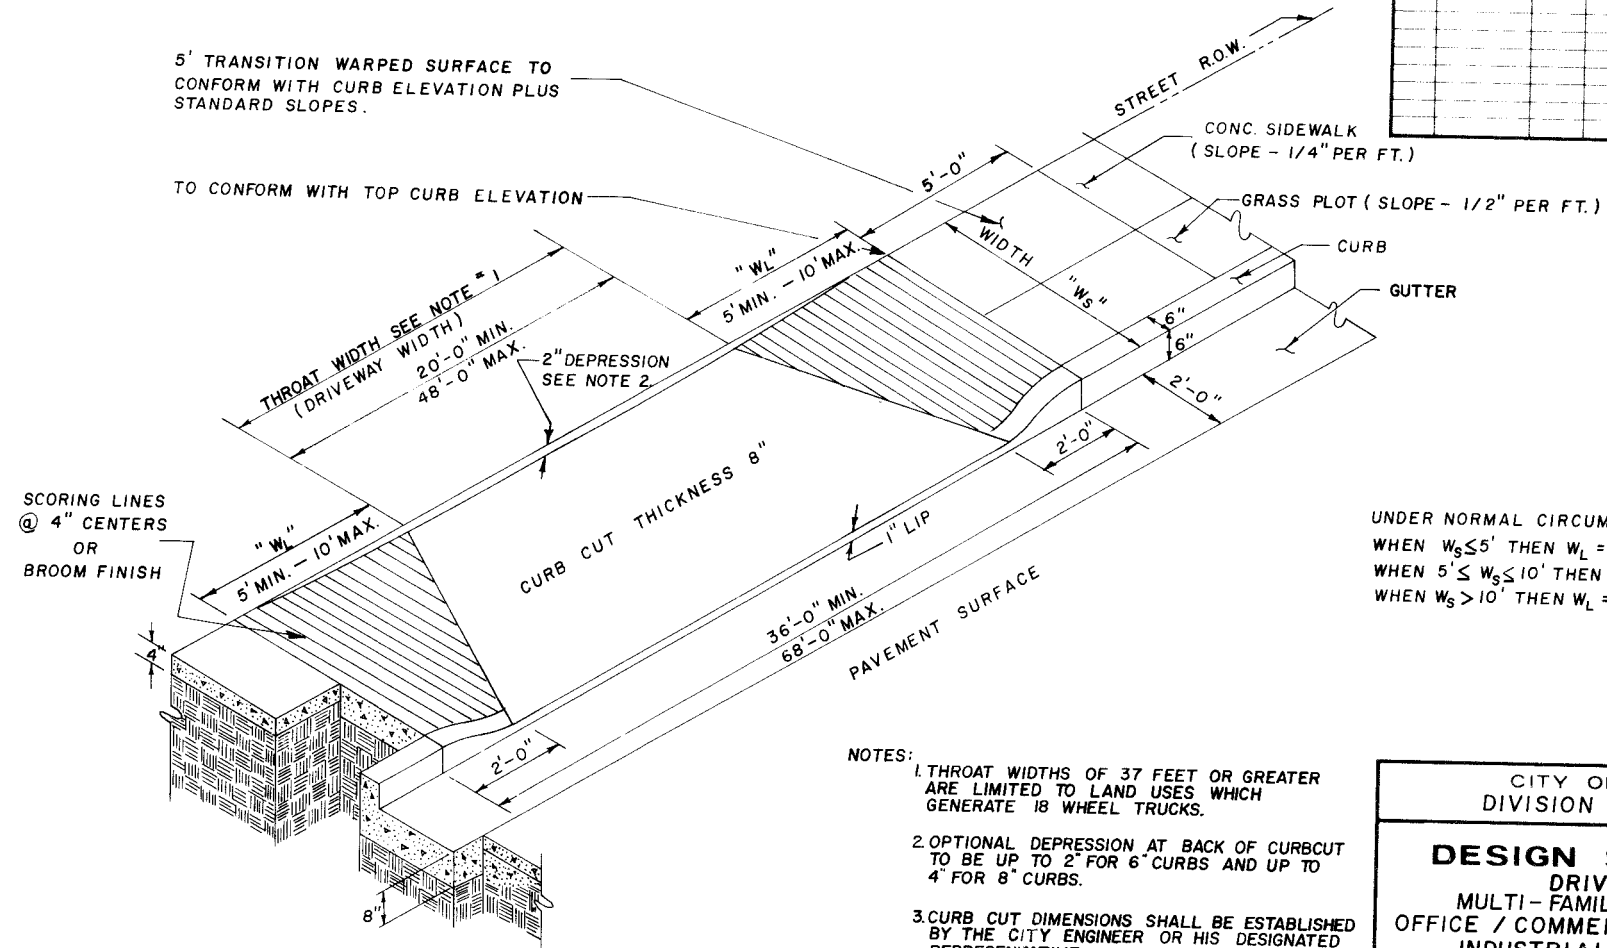 5' TRANSITION WARPED SURFACE TO
CONFORM WITH CURB ELEVATION PLUS
STANDARD SLOPES.
TO CONFORM WITH TOP CURB ELEVATION
STREET R.O.W.
CONC. SIDEWALK
(SLOPE - 1/4" PER FT.)
GRASS PLOT (SLOPE - 1/2" PER FT.)
CURB
GUTTER
5'-0"
WIDTH "WS"
6"
6"
2'-0"
2'-0"
"WL"
5' MIN. - 10' MAX.
THROAT WIDTH SEE NOTE #1
(DRIVEWAY WIDTH)
20'-0" MIN.
48'-0" MAX.
2" DEPRESSION
SEE NOTE 2.
SCORING LINES
@ 4" CENTERS
OR
BROOM FINISH
"WL"
5' MIN. - 10' MAX.
CURB CUT THICKNESS 8"
1" LIP
36'-0" MIN.
68'-0" MAX.
PAVEMENT SURFACE
4"
2'-0"
8"
UNDER NORMAL CIRCUM
WHEN WS≤5' THEN WL =
WHEN 5'≤ WS≤10' THEN
WHEN WS>10' THEN WL =
NOTES:
1. THROAT WIDTHS OF 37 FEET OR GREATER
ARE LIMITED TO LAND USES WHICH
GENERATE 18 WHEEL TRUCKS.
2. OPTIONAL DEPRESSION AT BACK OF CURBCUT
TO BE UP TO 2" FOR 6" CURBS AND UP TO
4" FOR 8" CURBS.
3. CURB CUT DIMENSIONS SHALL BE ESTABLISHED
BY THE CITY ENGINEER OR HIS DESIGNATED
CITY O
DIVISION
DESIGN
DRIV
MULTI-FAMIL
OFFICE / COMME